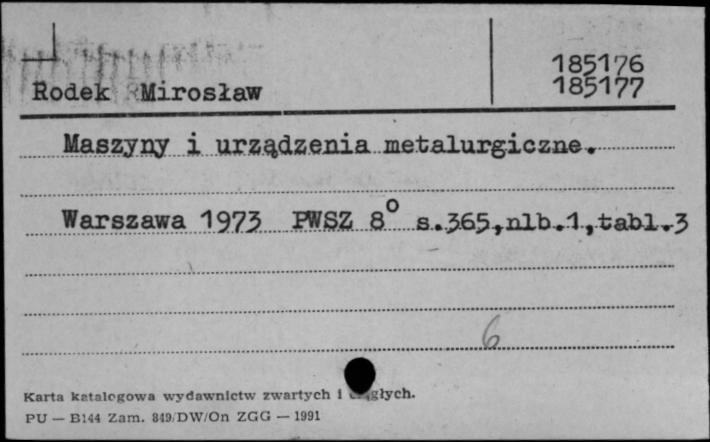 185176
185177
Rodek Mirosław
Maszyny i urządzenia metalurgiczne.
Warszawa 1973 PWSZ 8° s.365,nlb.1,tabl.3
6
Karta katalogowa wydawnictw zwartych i
PU — B144 Zam. 849/DW/On ZGG — 1991